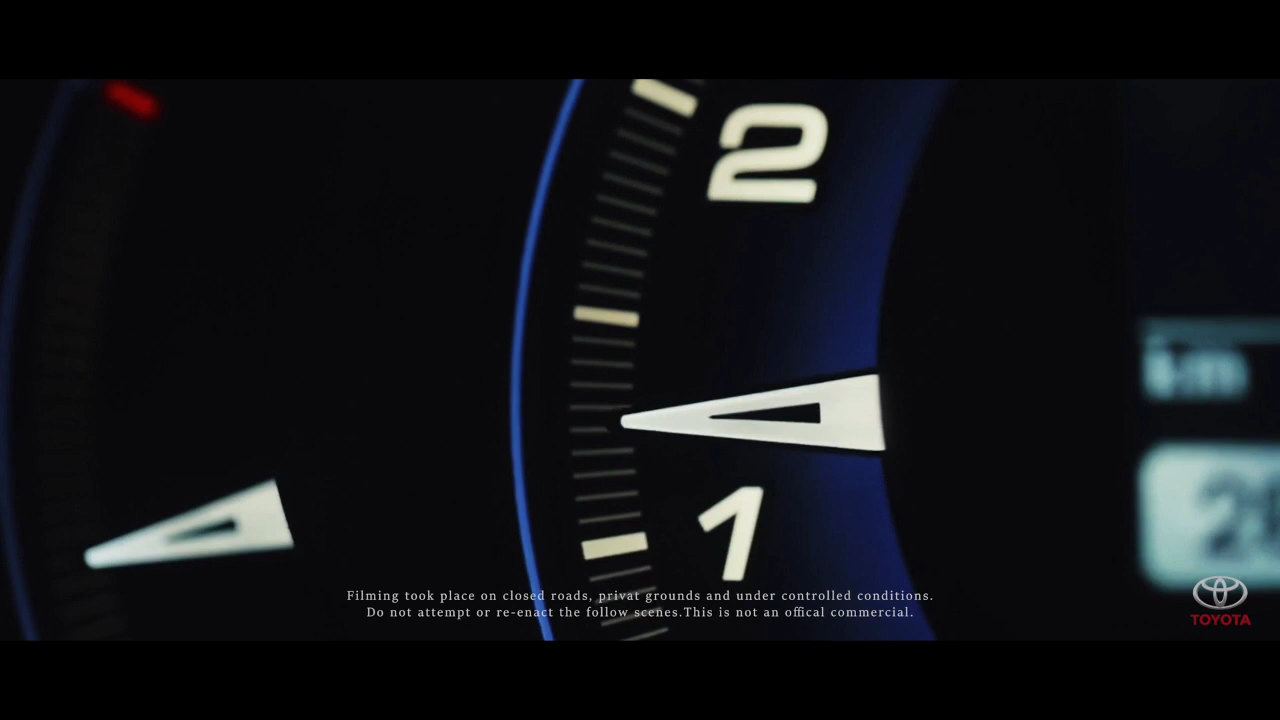 2
km
1
Filming took place on closed roads, privat grounds and under controlled conditions.
Do not attempt or re-enact the follow scenes.This is not an offical commercial.
TOYOTA